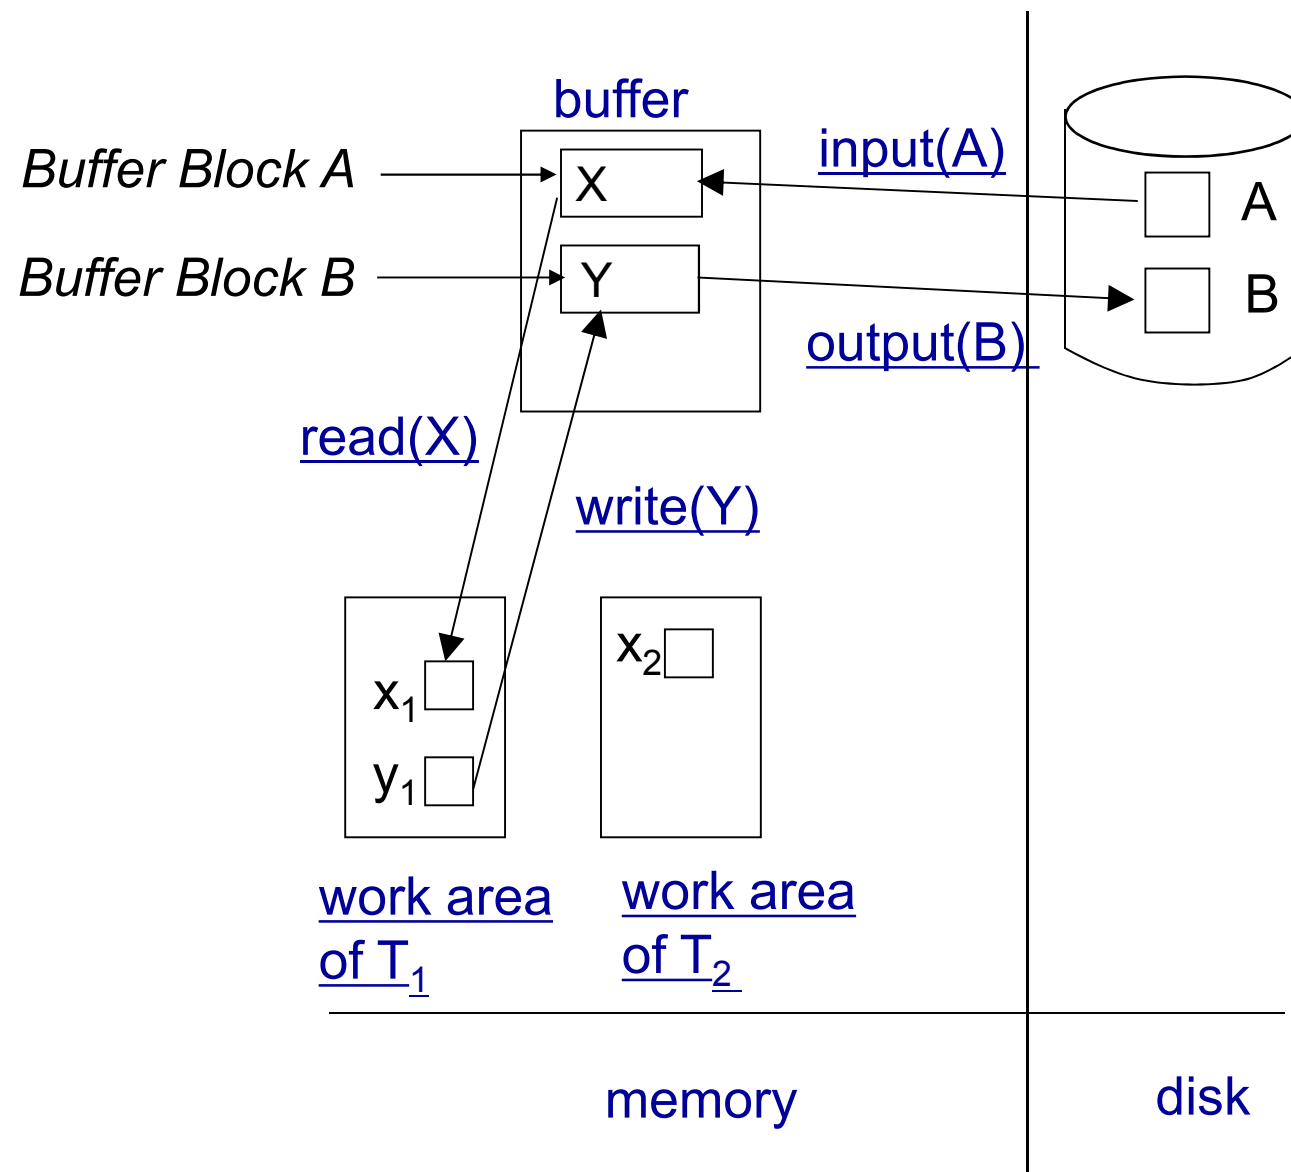 buffer
Buffer Block A
X
input(A)
A
Buffer Block B
Y
B
output(B)
read(X)
write(Y)
x₁
y₁
x₂
work area
of T₁
work area
of T₂
memory
disk